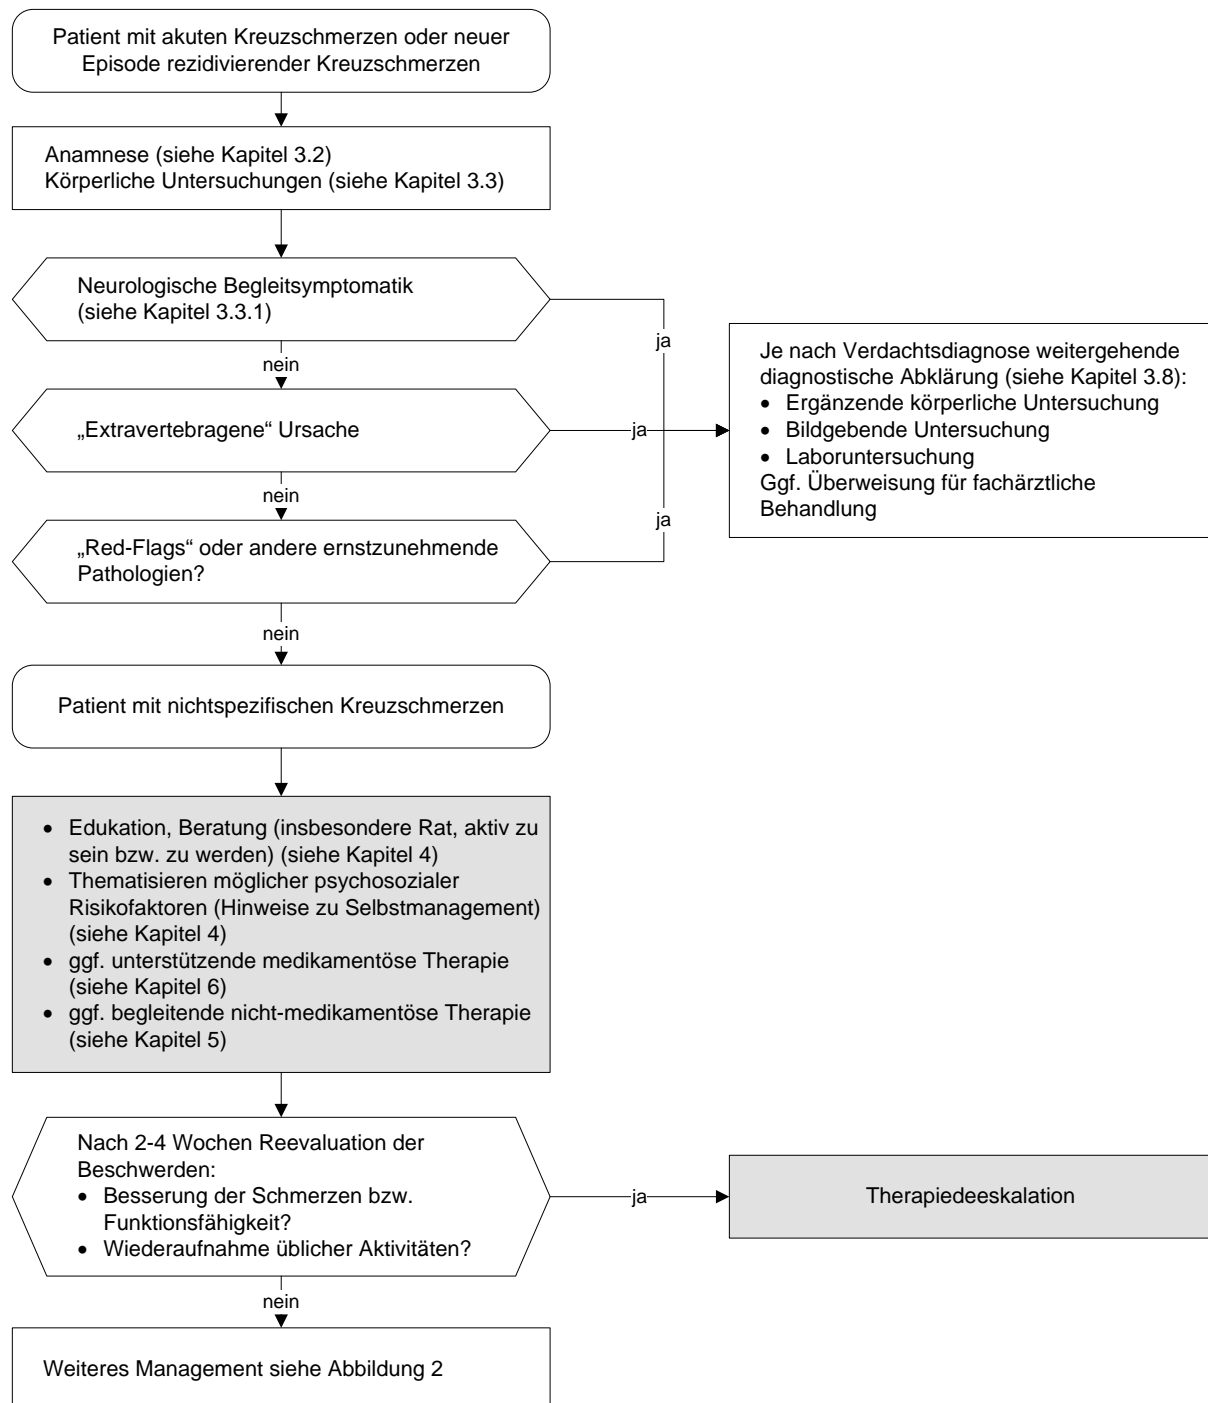 Patient mit akuten Kreuzschmerzen oder neuer
Episode rezidivierender Kreuzschmerzen
Anamnese (siehe Kapitel 3.2)
Körperliche Untersuchungen (siehe Kapitel 3.3)
Neurologische Begleitsymptomatik
(siehe Kapitel 3.3.1)
ja
nein
„Extravertebragene“ Ursache
ja
nein
„Red-Flags“ oder andere ernstzunehmende
Pathologien?
ja
nein
Je nach Verdachtsdiagnose weitergehende
diagnostische Abklärung (siehe Kapitel 3.8):
• Ergänzende körperliche Untersuchung
• Bildgebende Untersuchung
• Laboruntersuchung
Ggf. Überweisung für fachärztliche
Behandlung
Patient mit nichtspezifischen Kreuzschmerzen
• Edukation, Beratung (insbesondere Rat, aktiv zu
sein bzw. zu werden) (siehe Kapitel 4)
• Thematisieren möglicher psychosozialer
Risikofaktoren (Hinweise zu Selbstmanagement)
(siehe Kapitel 4)
• ggf. unterstützende medikamentöse Therapie
(siehe Kapitel 6)
• ggf. begleitende nicht-medikamentöse Therapie
(siehe Kapitel 5)
Nach 2-4 Wochen Reevaluation der
Beschwerden:
• Besserung der Schmerzen bzw.
Funktionsfähigkeit?
• Wiederaufnahme üblicher Aktivitäten?
ja
Therapiedeeskalation
nein
Weiteres Management siehe Abbildung 2